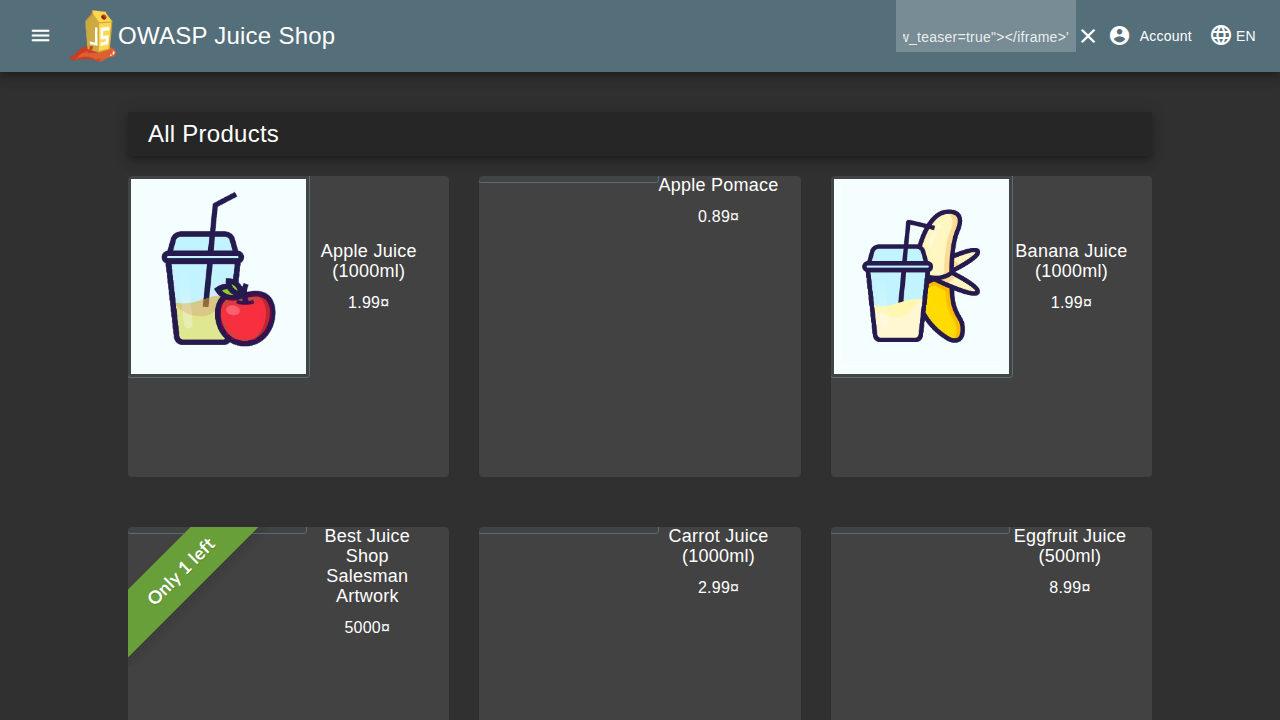 OWASP Juice Shop
w_teaser=true"></iframe>'
Account
EN
All Products
Apple Juice
(1000ml)
1.99¤
Apple Pomace
0.89¤
Banana Juice
(1000ml)
1.99¤
Only 1 left
Best Juice
Shop
Salesman
Artwork
5000¤
Carrot Juice
(1000ml)
2.99¤
Eggfruit Juice
(500ml)
8.99¤